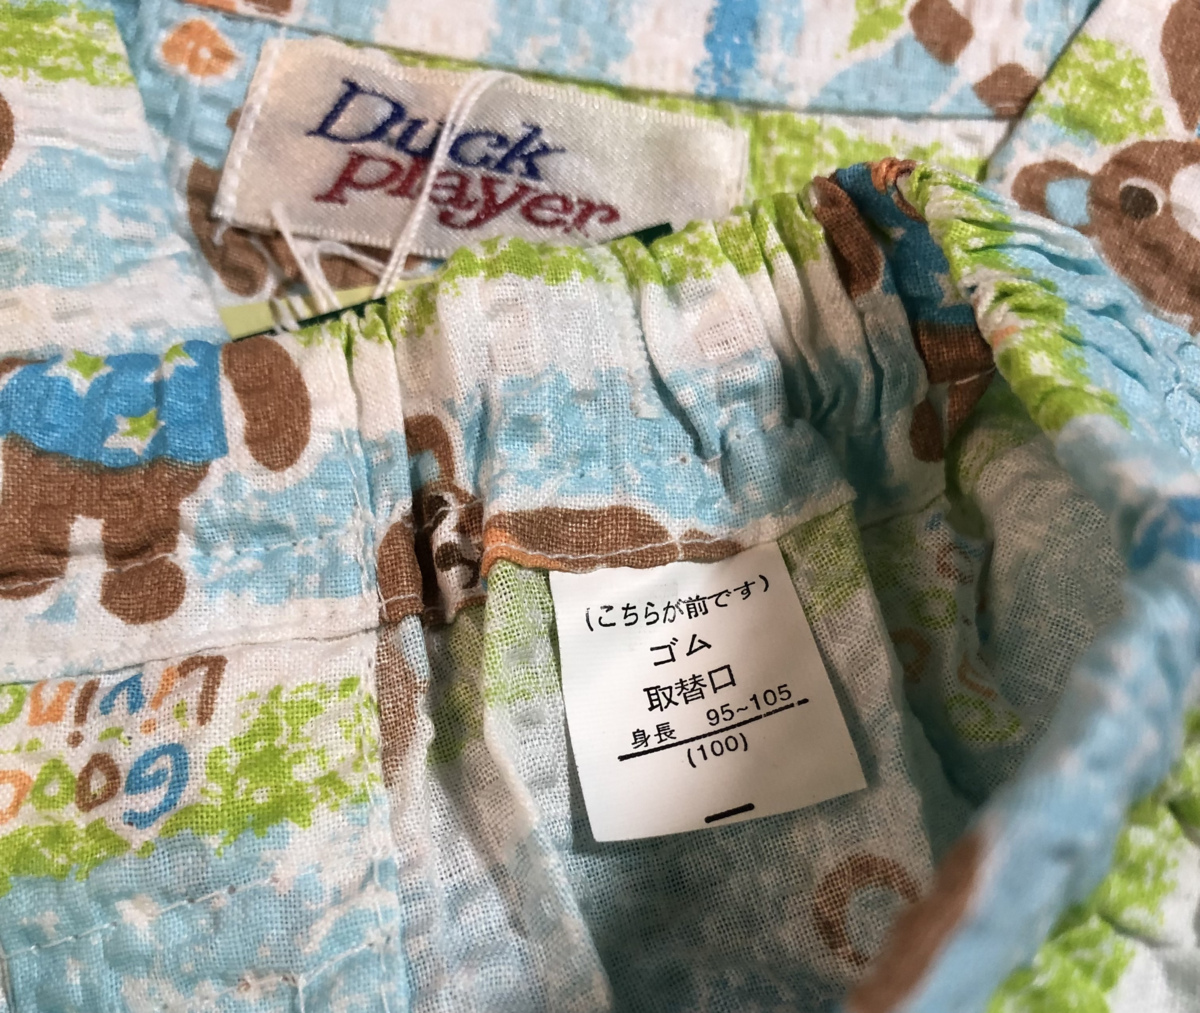 Duck
Player
(こちらが前です)
ゴム
取替口
身長 95~105
(100)
Living
Good